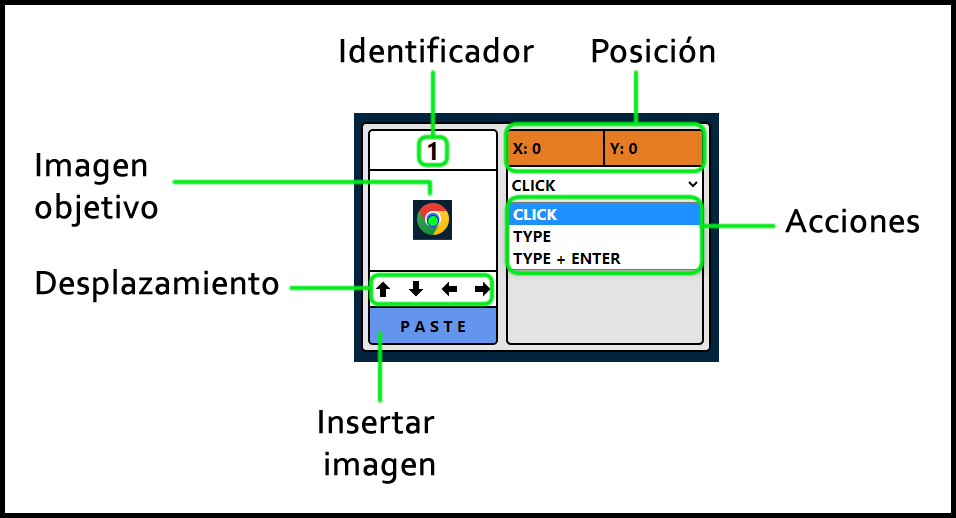 Identificador
Posición
1
X: 0
Y: 0
Imagen
objetivo
CLICK
CLICK
TYPE
TYPE + ENTER
Acciones
Desplazamiento
PASTE
Insertar
imagen